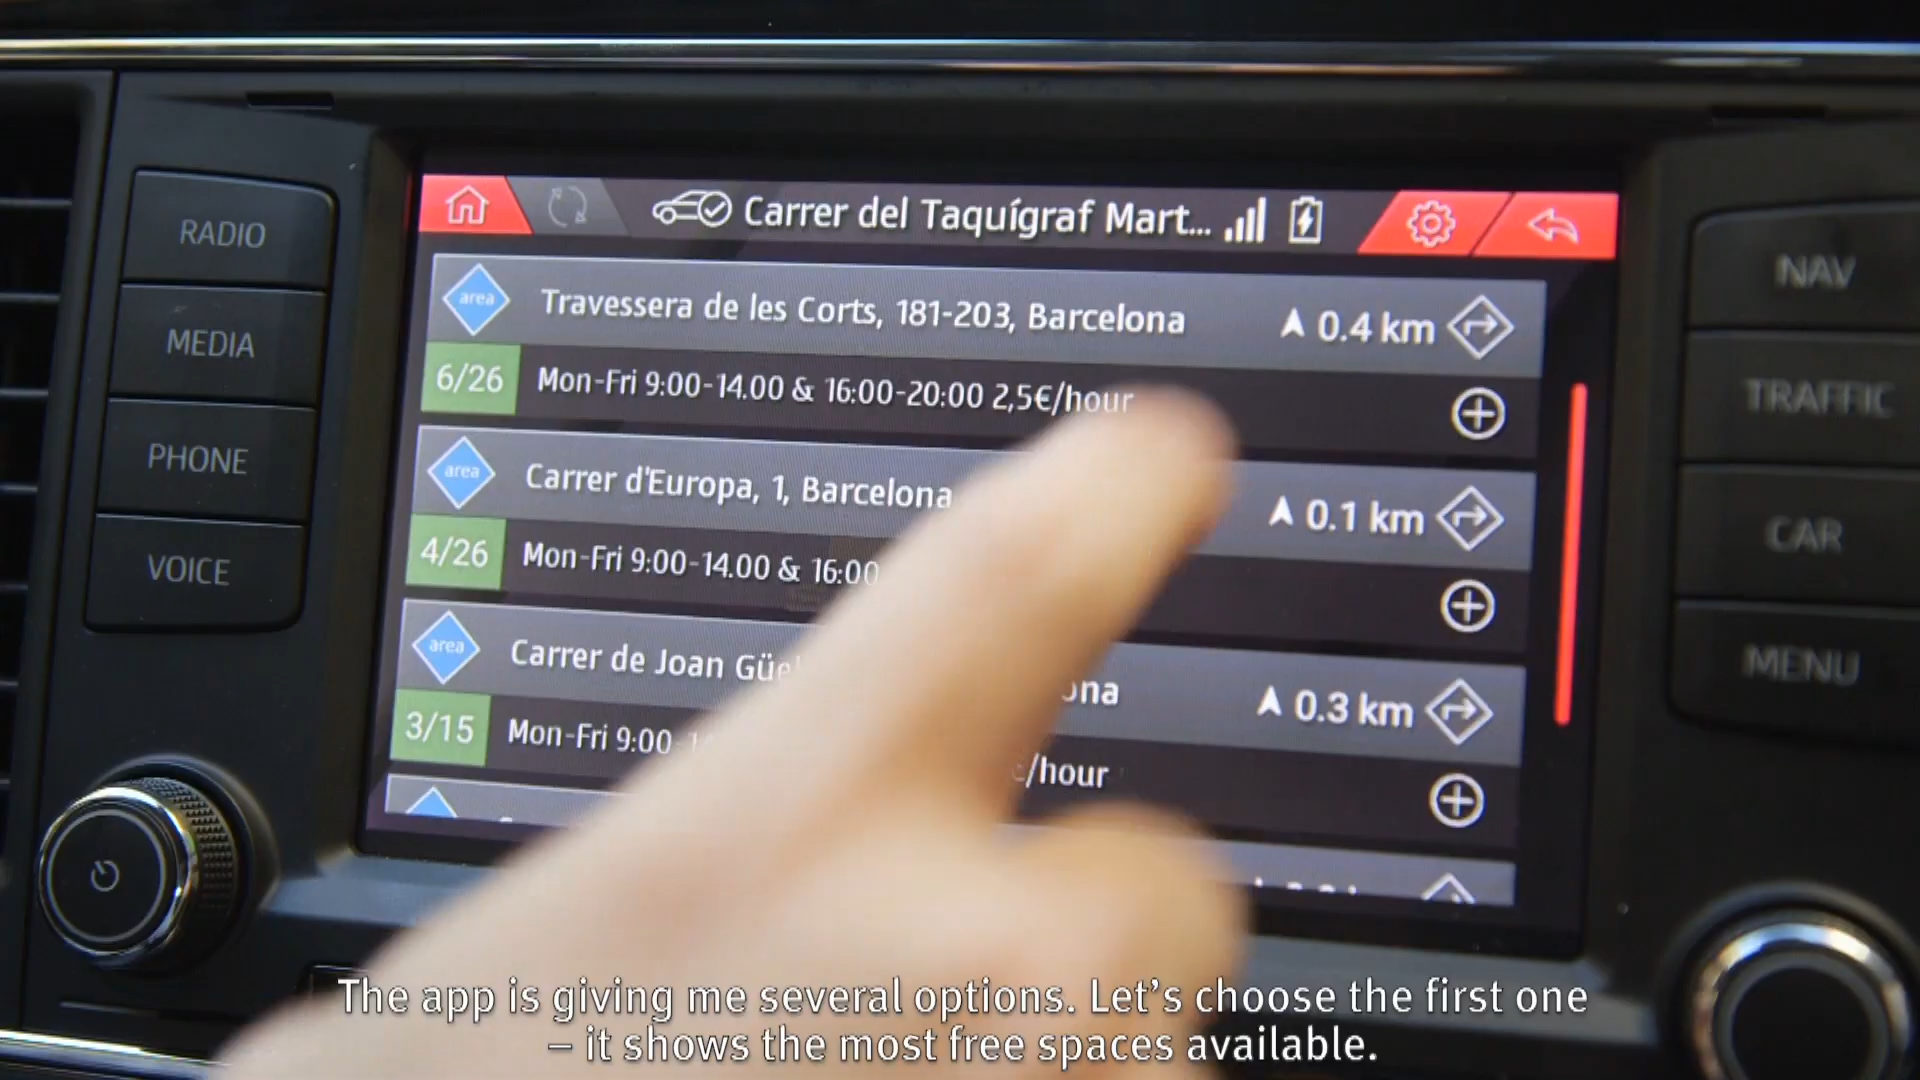 RADIO
MEDIA
PHONE
VOICE
Carrer del Taquígraf Mart...
area
Travessera de les Corts, 181-203, Barcelona
0.4 km
6/26
Mon-Fri 9:00-14.00 & 16:00-20:00 2,5€/hour
area
Carrer d'Europa, 1, Barcelona
0.1 km
4/26
Mon-Fri 9:00-14.00 & 16:00
area
Carrer de Joan
0.3 km
3/15
Mon-Fri 9:00
/hour
NAV
TRAFFIC
CAR
MENU
The app is giving me several options. Let's choose the first one
– it shows the most free spaces available.